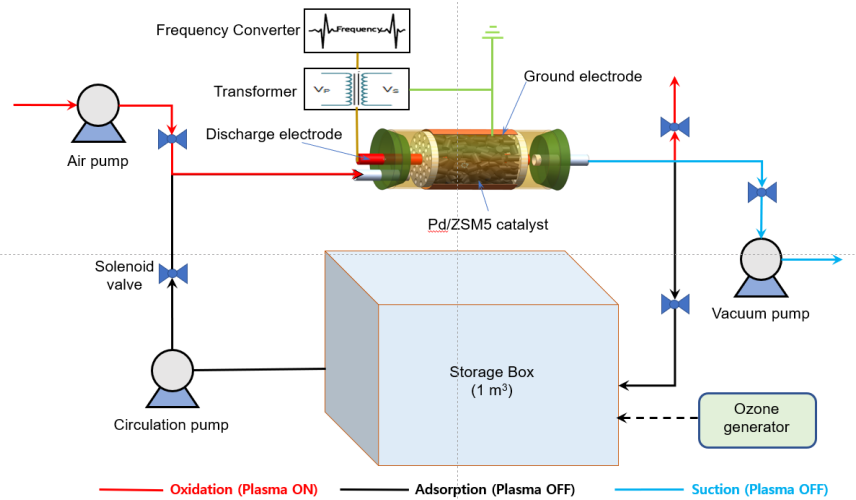 Frequency Converter
Frequency
Transformer
VP
VS
Ground electrode
Discharge electrode
Air pump
Pd/ZSM5 catalyst
Solenoid
valve
Vacuum pump
Storage Box
(1 m³)
Ozone
generator
Circulation pump
Oxidation (Plasma ON)
Adsorption (Plasma OFF)
Suction (Plasma OFF)